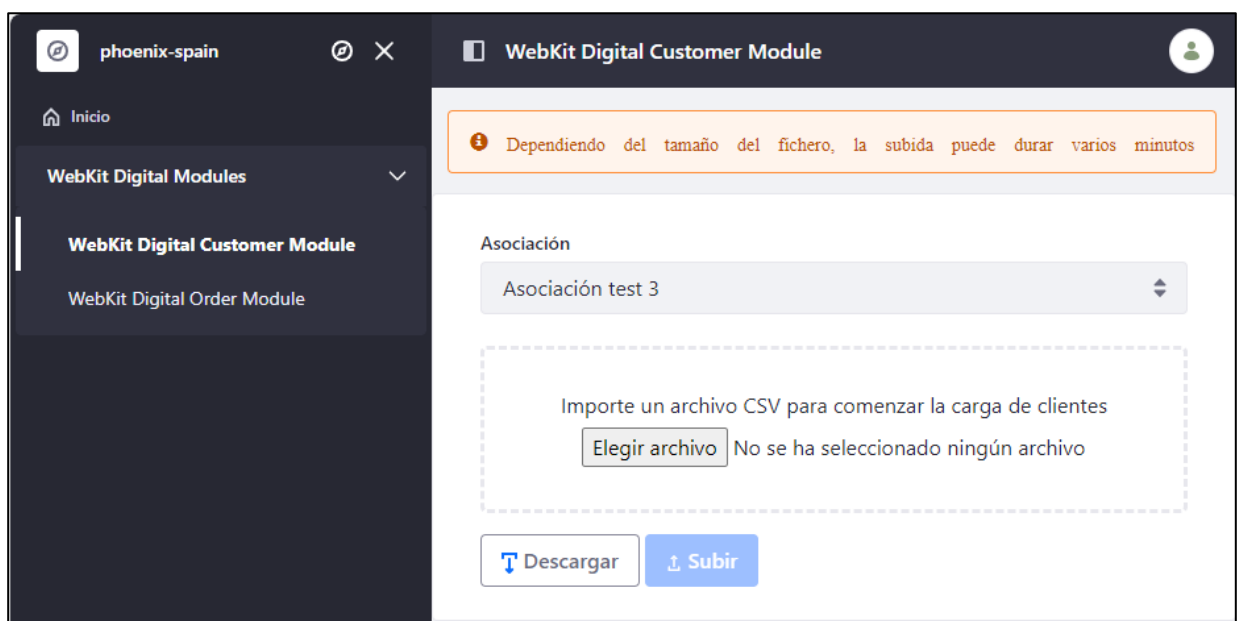 phoenix-spain
Inicio
WebKit Digital Modules
WebKit Digital Customer Module
WebKit Digital Order Module
WebKit Digital Customer Module
Dependiendo del tamaño del fichero, la subida puede durar varios minutos
Asociación
Asociación test 3
Importe un archivo CSV para comenzar la carga de clientes
Elegir archivo No se ha seleccionado ningún archivo
Descargar Subir